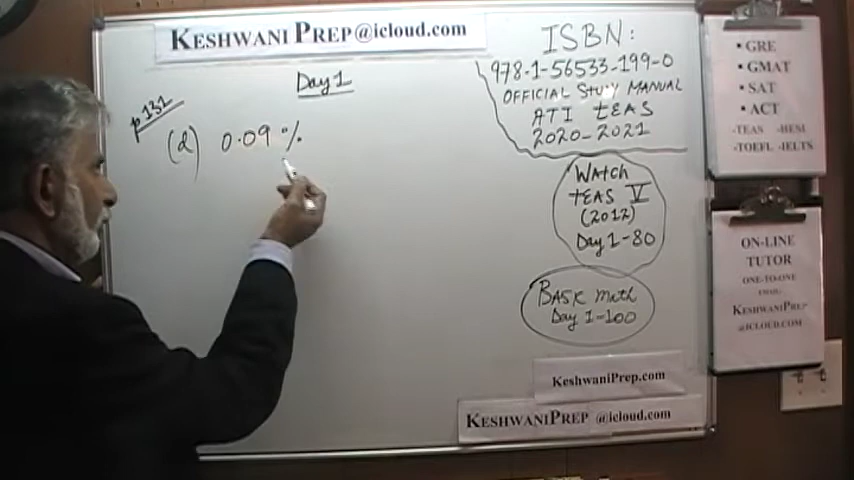 KESHWANI PREP@iCloud.com
Day 1
p 131
(d) 0.09 %
ISBN:
978-1-56533-199-0
OFFICIAL STUDY MANUAL
ATI tEAS
2020-2021
WAtcH
tEAS V
(2012)
Day 1-80
BASIC Math
Day 1-100
KESHWANIPREP.com
KESHWANIPREP @icloud.com
• GRE
• GMAT
• SAT
• ACT
-TEAS -HESI
-TOEFL -IELTS
ON-LINE
TUTOR
ONE-TO-ONE
EMAIL:
KESHWANIPREP
@ICLOUD.COM